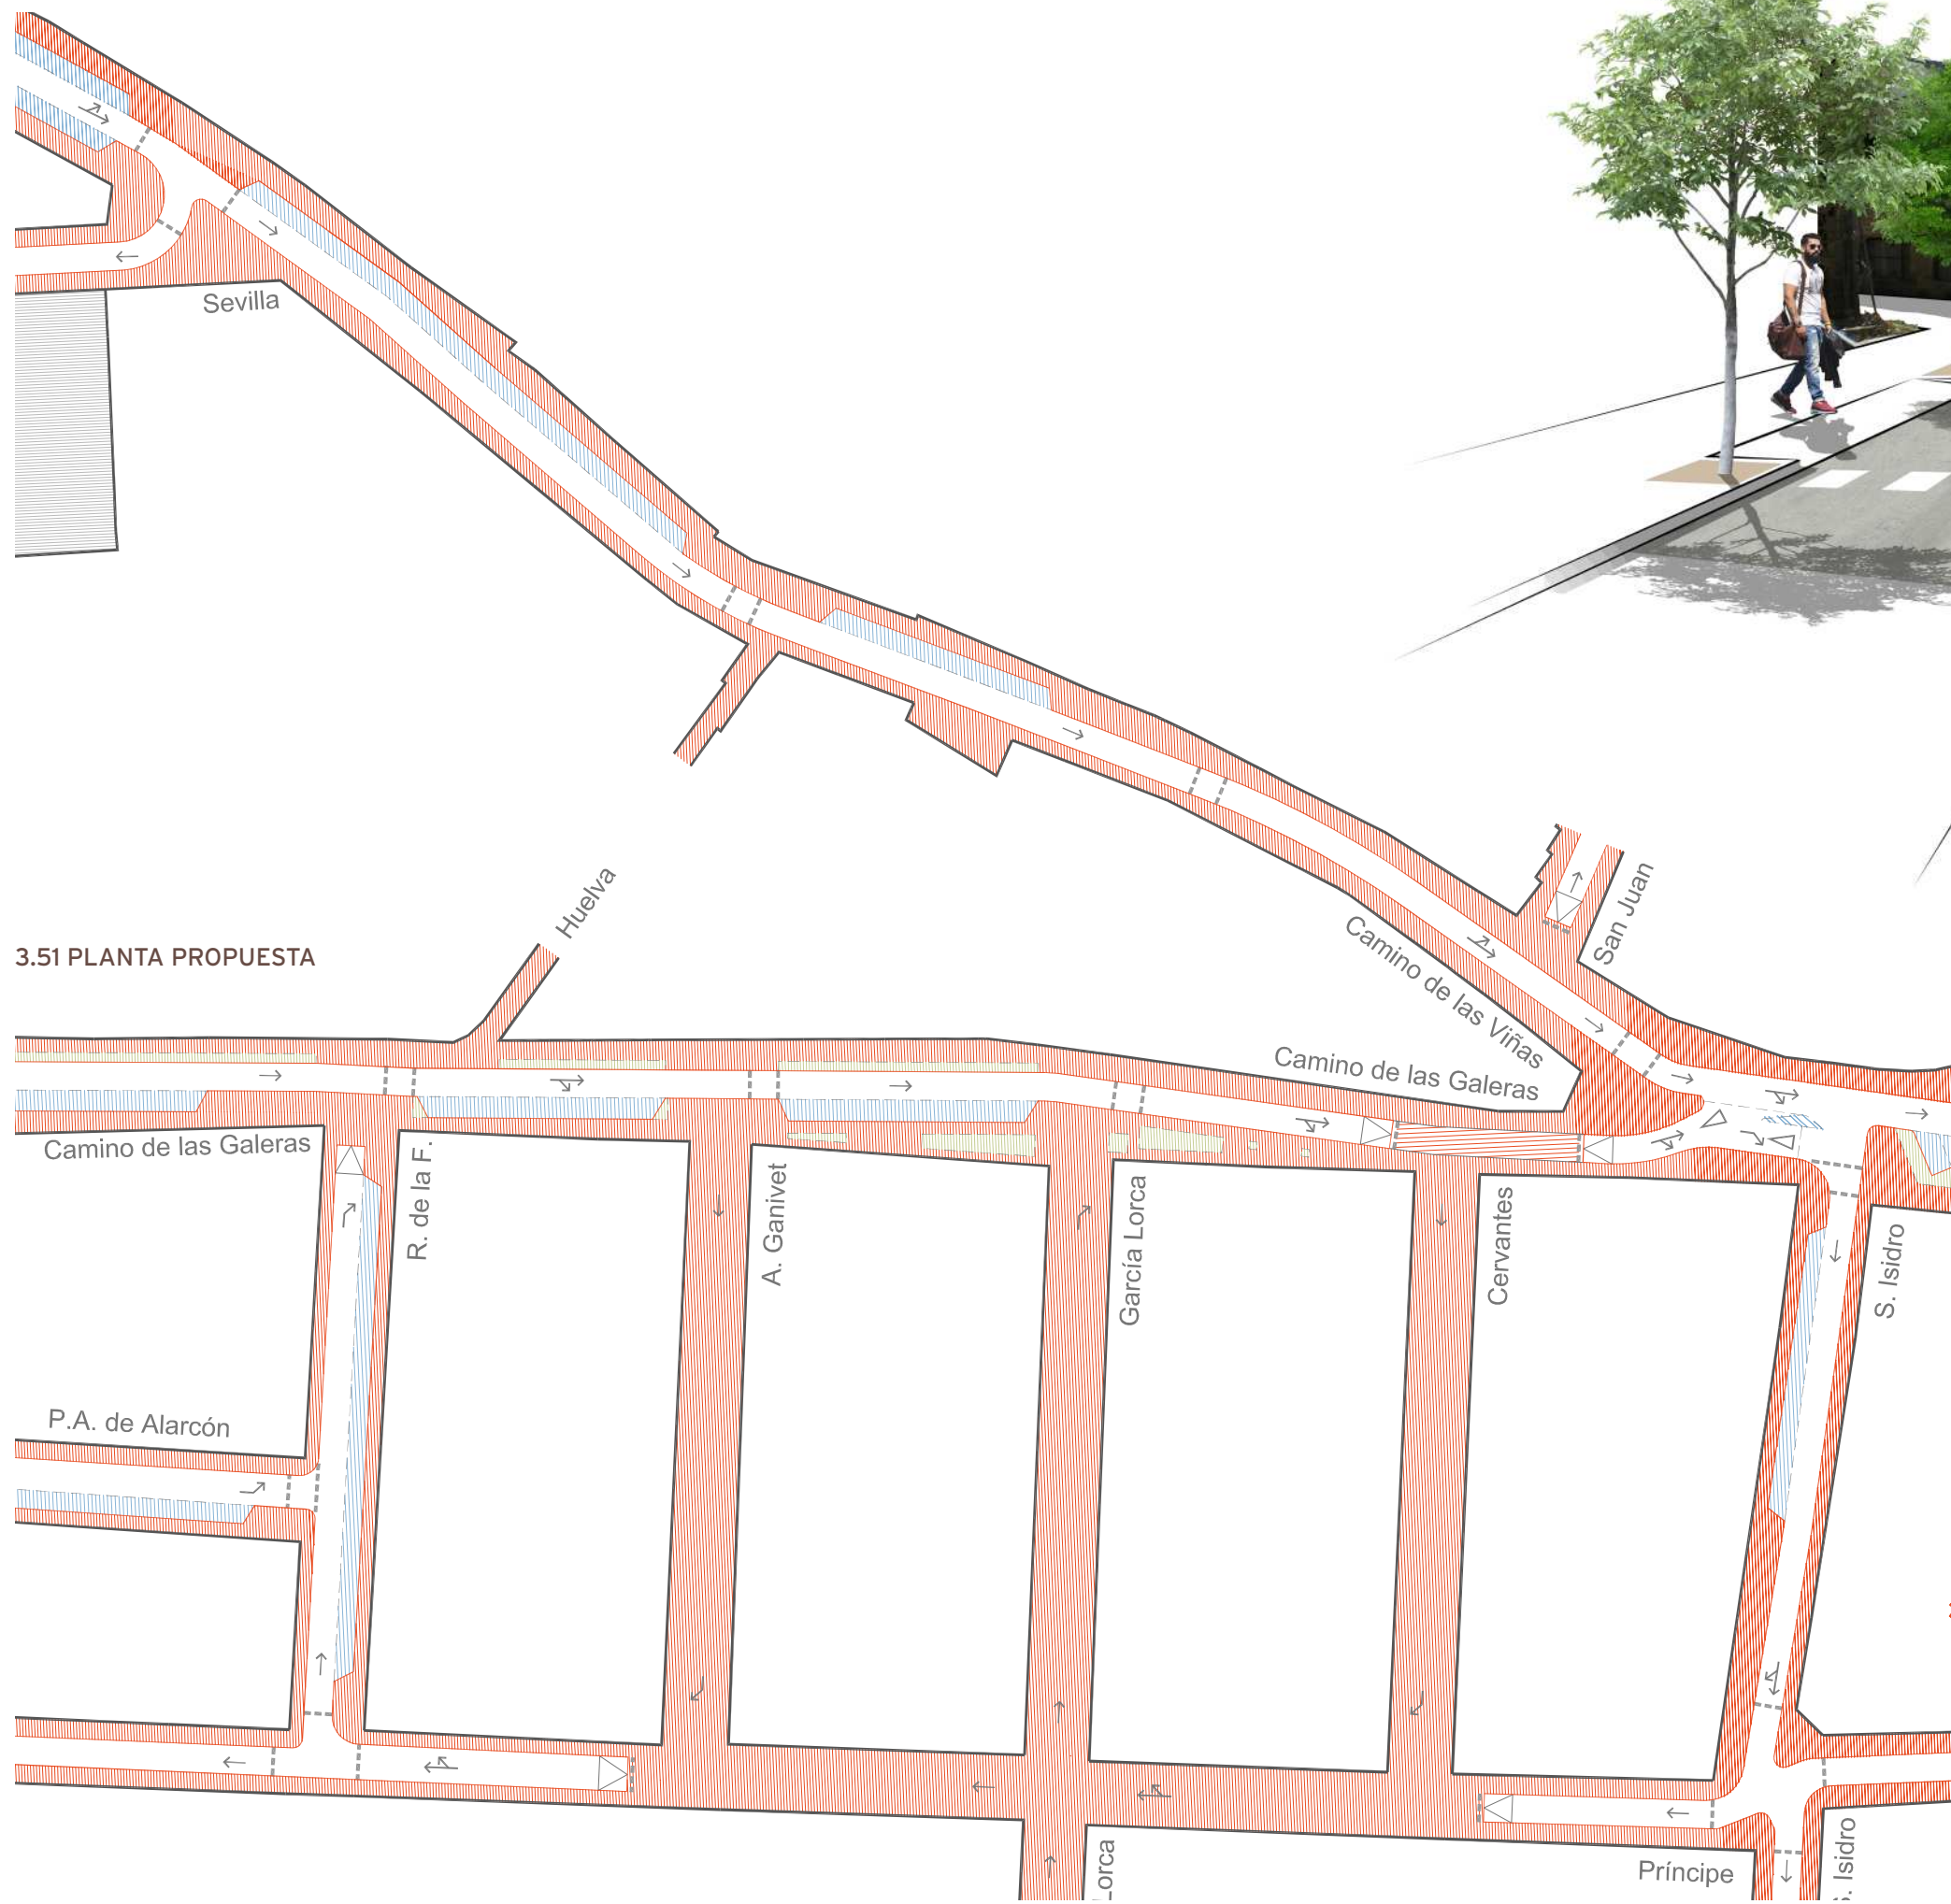 Sevilla
Huelva
San Juan
Camino de las Viñas
3.51 PLANTA PROPUESTA
Camino de las Galeras
Camino de las Galeras
R. de la F.
A. Ganivet
García Lorca
Cervantes
S. Isidro
P.A. de Alarcón
Lorca
Príncipe
. Isidro